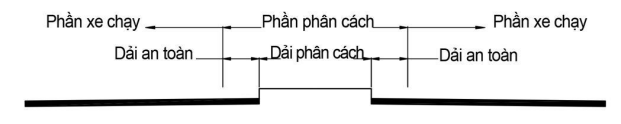 Phần xe chạy Phần phân cách Phần xe chạy
Dải an toàn Dải phân cách Dải an toàn